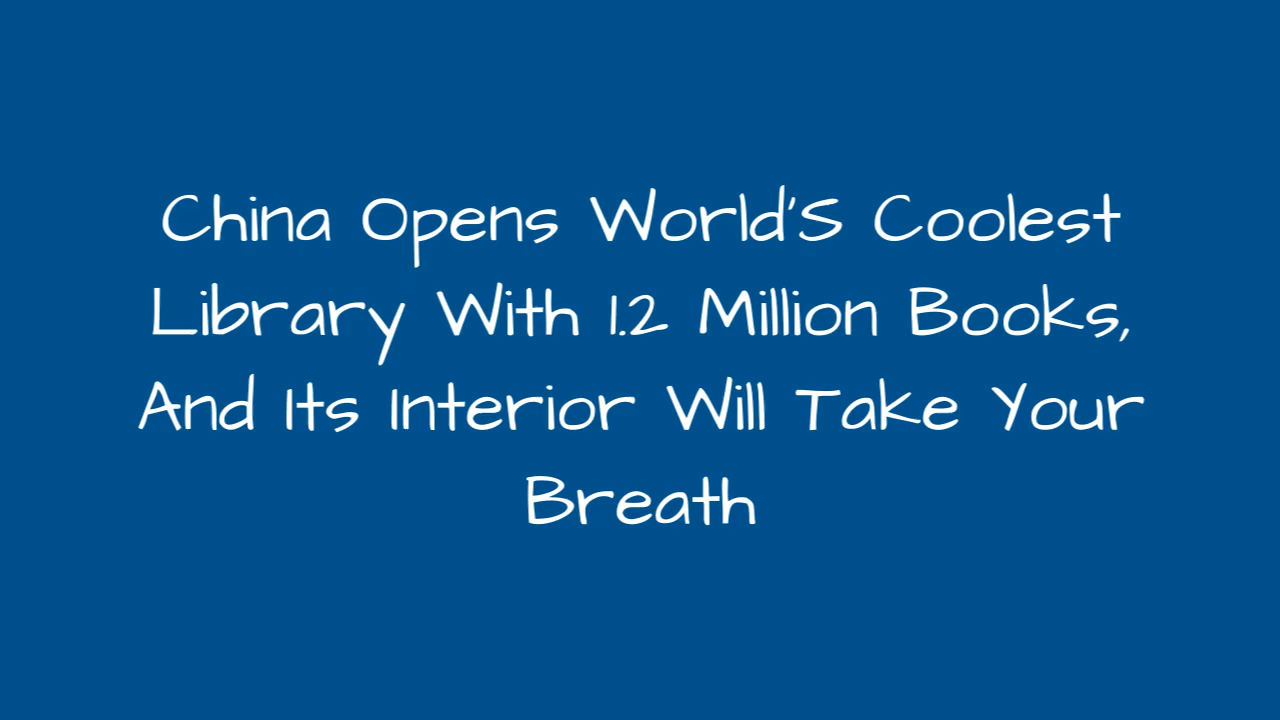 China Opens World'S Coolest
Library With 1.2 Million Books,
And Its Interior Will Take Your
Breath